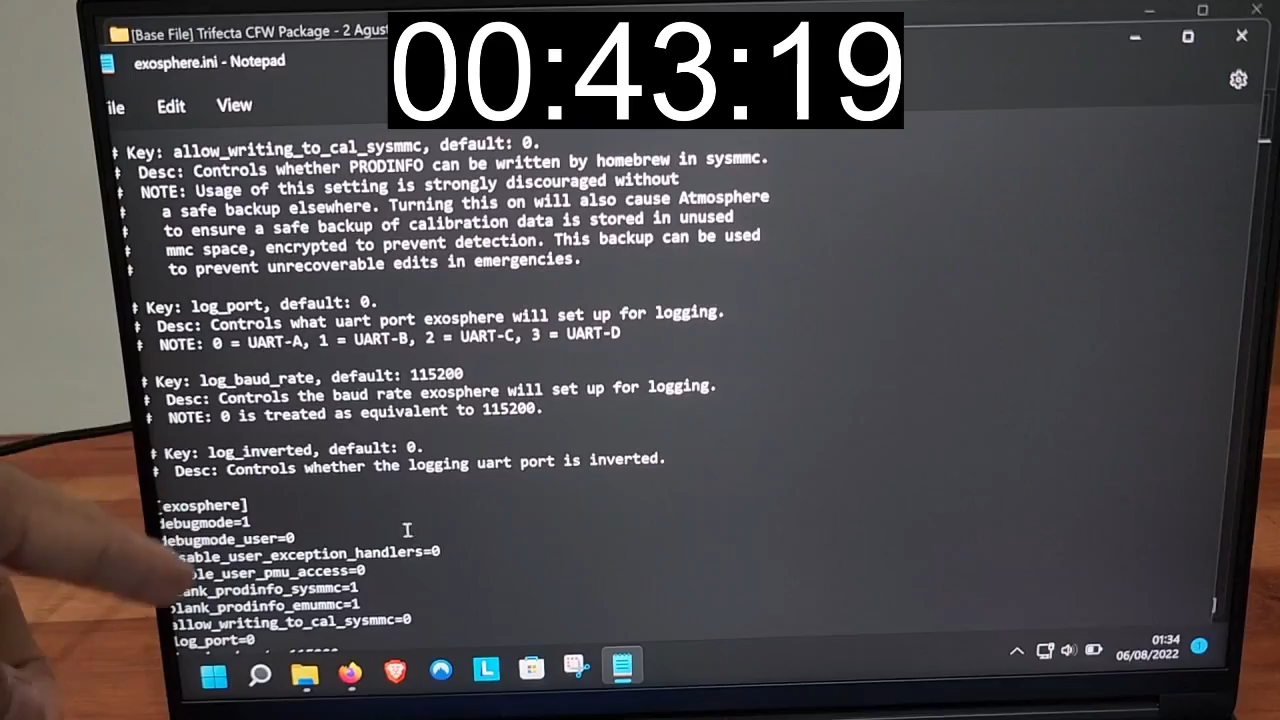 00:43:19
[Base File] Trifecta CFW Package - 2 Agust
exosphere.ini - Notepad
ile Edit View
# Key: allow_writing_to_cal_sysmmc, default: 0.
# Desc: Controls whether PRODINFO can be written by homebrew in sysmmc.
# NOTE: Usage of this setting is strongly discouraged without
# a safe backup elsewhere. Turning this on will also cause Atmosphere
# to ensure a safe backup of calibration data is stored in unused
# mmc space, encrypted to prevent detection. This backup can be used
# to prevent unrecoverable edits in emergencies.
# Key: log_port, default: 0.
# Desc: Controls what uart port exosphere will set up for logging.
# NOTE: 0 = UART-A, 1 = UART-B, 2 = UART-C, 3 = UART-D
# Key: log_baud_rate, default: 115200
# Desc: Controls the baud rate exosphere will set up for logging.
# NOTE: 0 is treated as equivalent to 115200.
# Key: log_inverted, default: 0.
# Desc: Controls whether the logging uart port is inverted.
[exosphere]
debugmode=1
debugmode_user=0
sable_user_exception_handlers=0
ble_user_pmu_access=0
ank_prodinfo_sysmmc=1
blank_prodinfo_emummc=1
allow_writing_to_cal_sysmmc=0
log_port=0
L
01:34
06/08/2022
1